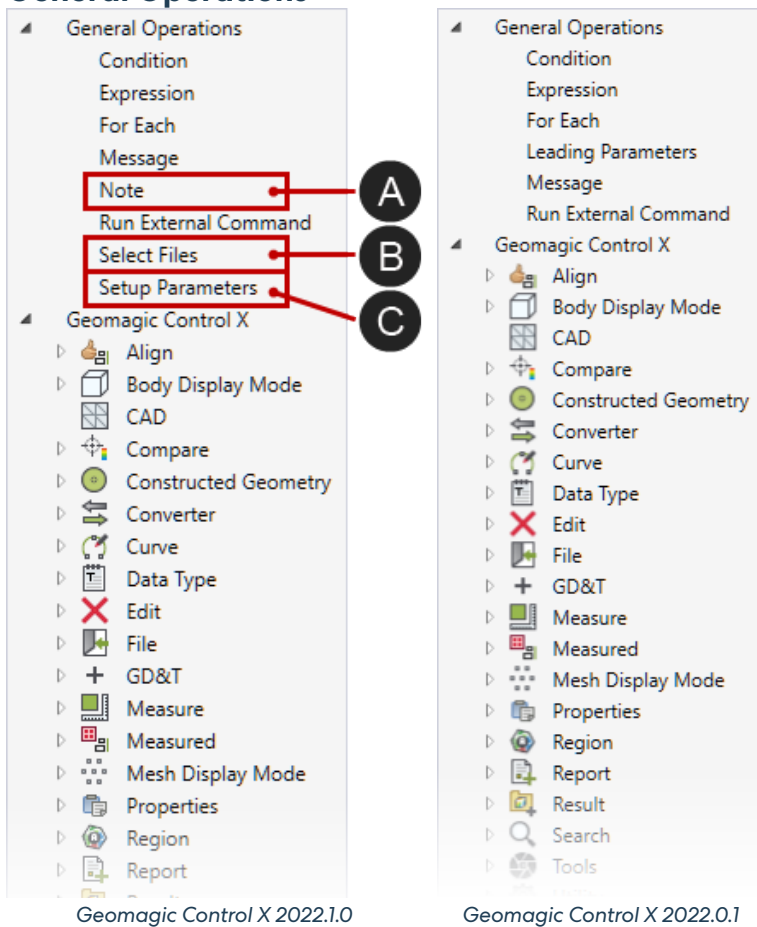 General Operations
Condition
Expression
For Each
Message
Note
Run External Command
Select Files
Setup Parameters
Geomagic Control X
Align
Body Display Mode
CAD
Compare
Constructed Geometry
Converter
Curve
Data Type
Edit
File
GD&T
Measure
Measured
Mesh Display Mode
Properties
Region
Report
A
B
C
Geomagic Control X 2022.1.0
General Operations
Condition
Expression
For Each
Leading Parameters
Message
Run External Command
Geomagic Control X
Align
Body Display Mode
CAD
Compare
Constructed Geometry
Converter
Curve
Data Type
Edit
File
GD&T
Measure
Measured
Mesh Display Mode
Properties
Region
Report
Result
Search
Tools
Geomagic Control X 2022.0.1